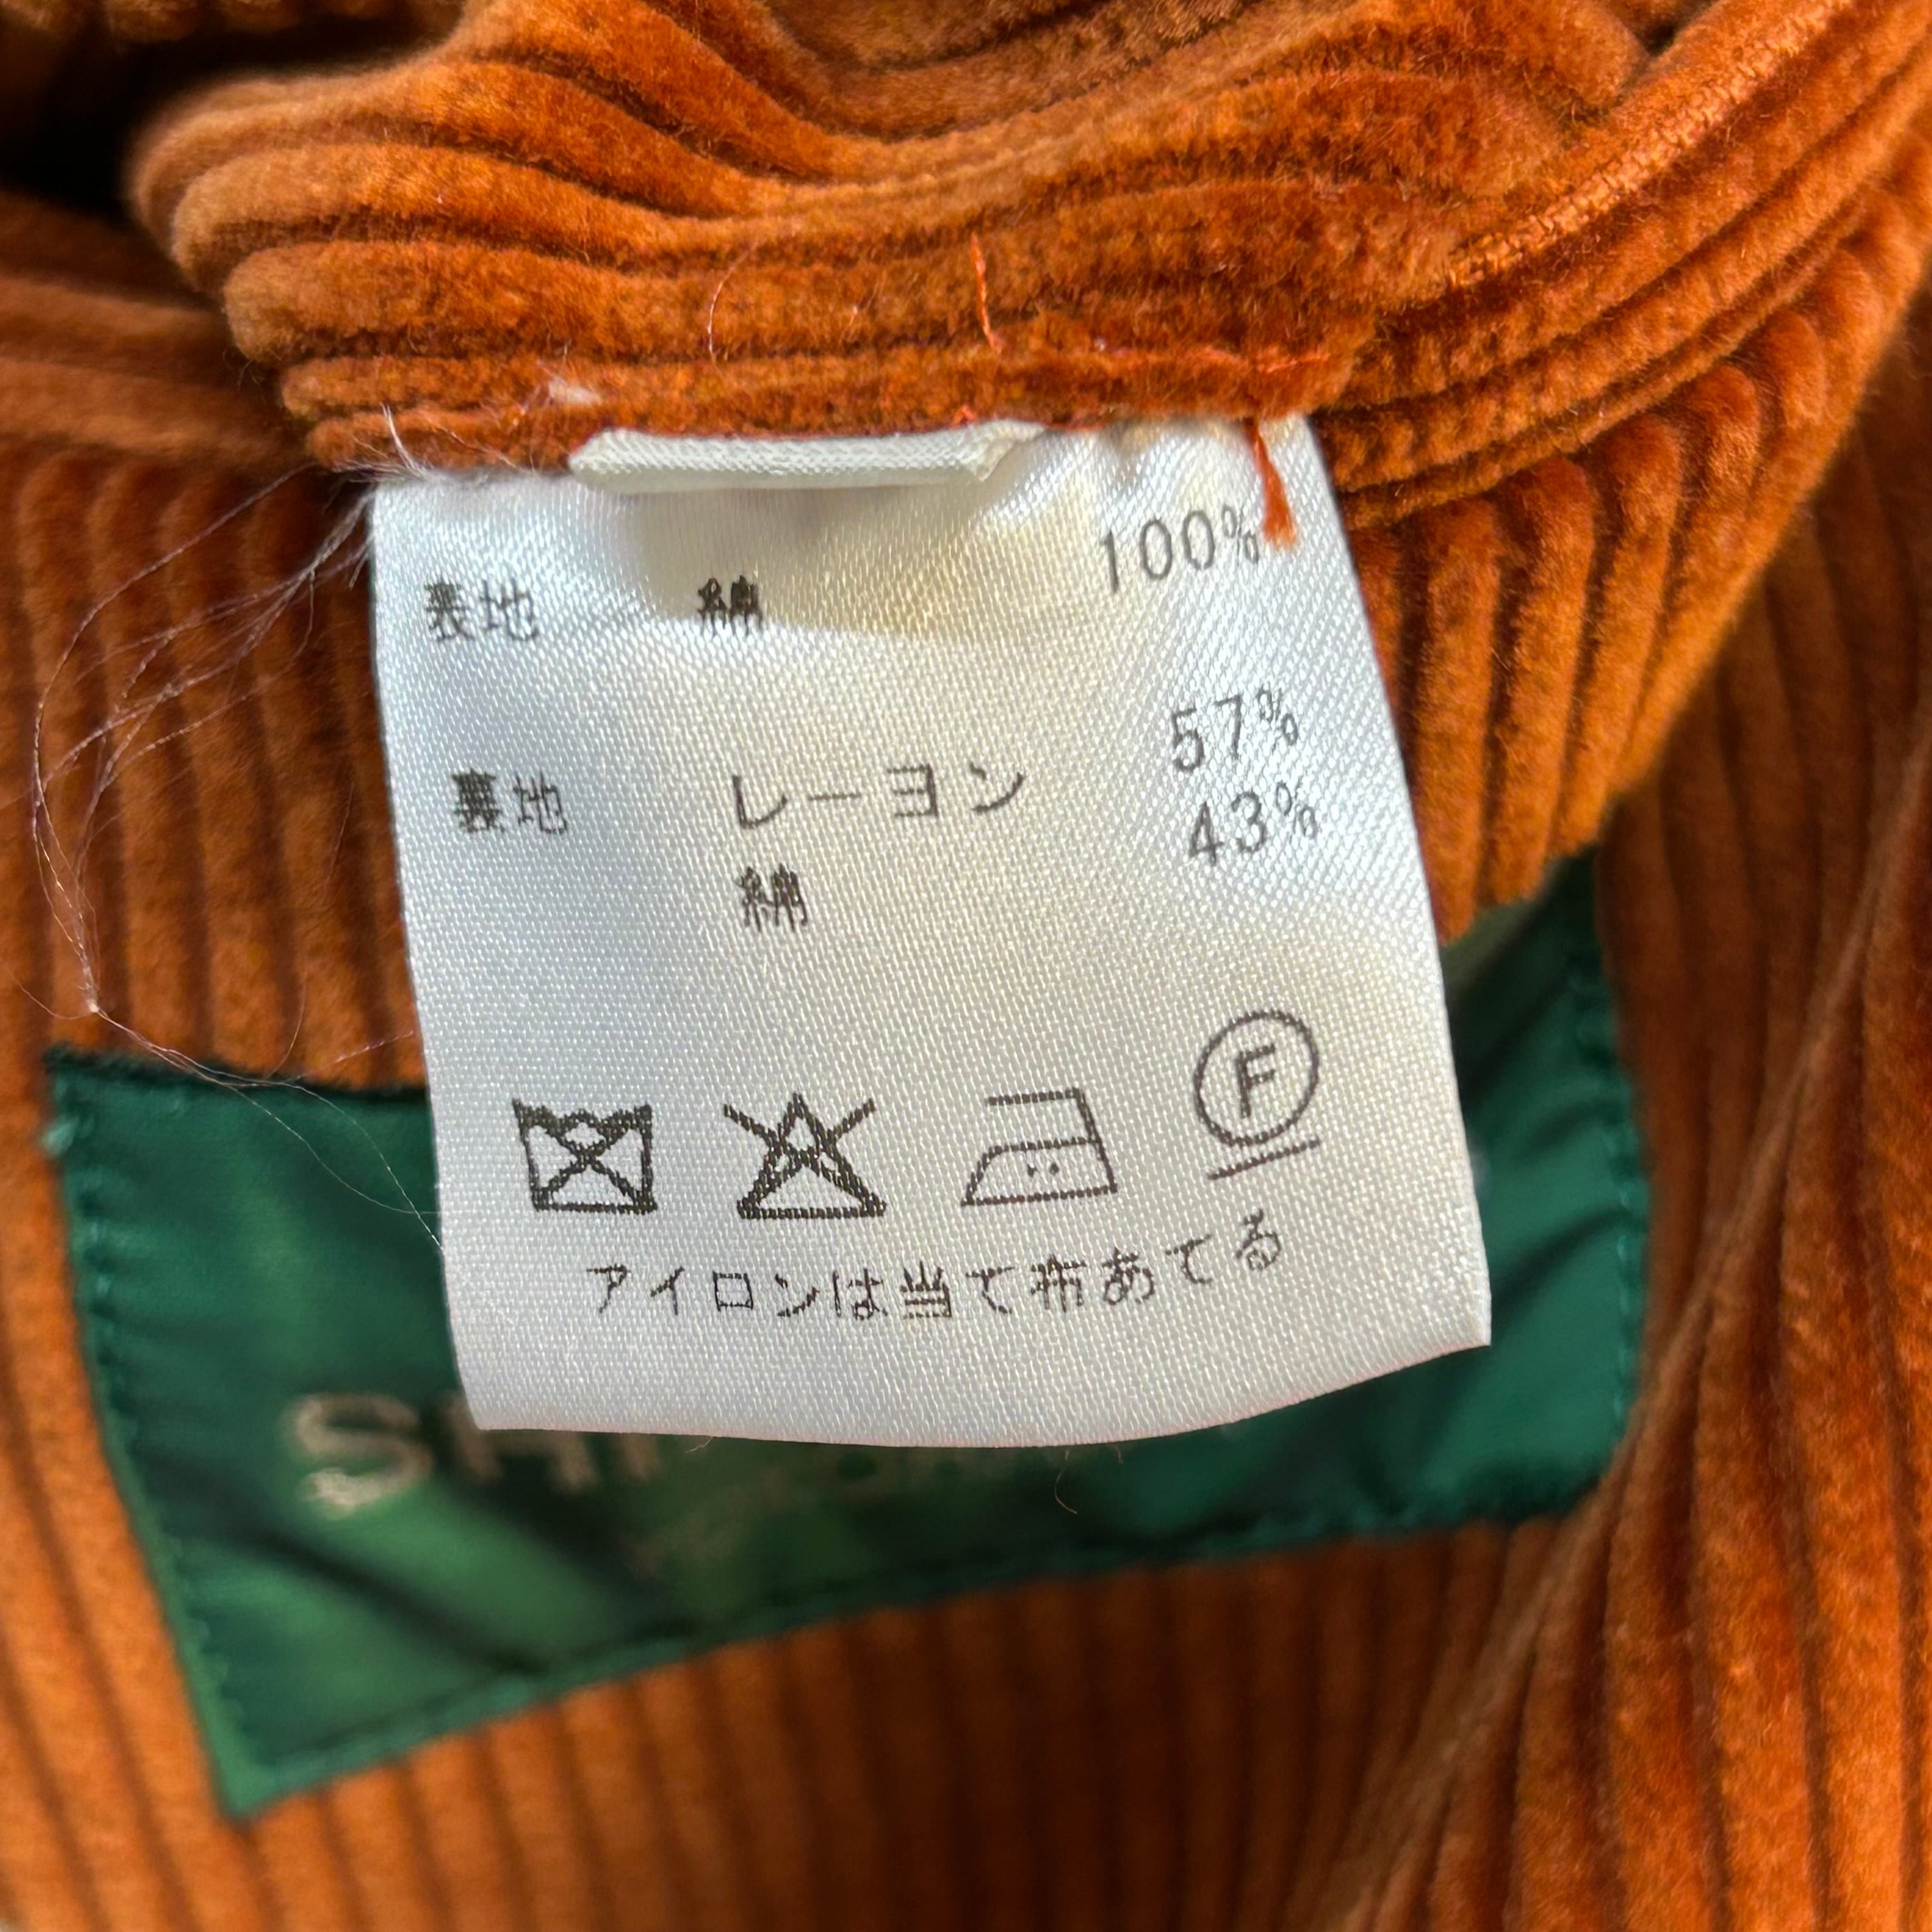 表地 綿 100%
裏地 レーヨン 57%
綿 43%
F
アイロンは当て布あてる